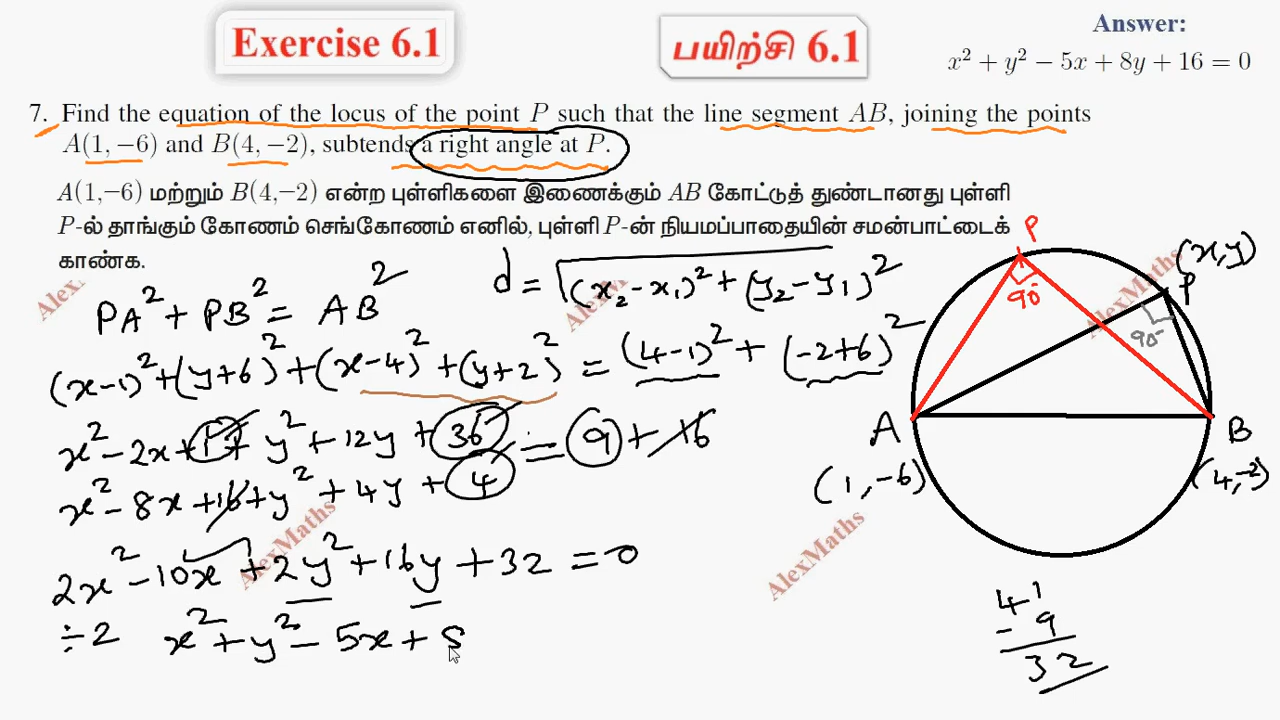 Exercise 6.1
பயிற்சி 6.1
Answer:
x² + y² − 5x + 8y + 16 = 0
7. Find the equation of the locus of the point P such that the line segment AB, joining the points
A(1, −6) and B(4, −2), subtends a right angle at P.
A(1,−6) மற்றும் B(4,−2) என்ற புள்ளிகளை இணைக்கும் AB கோட்டுத் துண்டானது புள்ளி
P-ல் தாங்கும் கோணம் செங்கோணம் எனில், புள்ளி P-ன் நியமப்பாதையின் சமன்பாட்டைக்
காண்க.
d = √(x₂ − x₁)² + (y₂ − y₁)²
PA² + PB² = AB²
(x−1)² + (y+6)² + (x−4)² + (y+2)² = (4−1)² + (−2+6)²
x² − 2x + 1 + y² + 12y + 36 = 9 + 16
x² − 8x + 16 + y² + 4y + 4
2x² − 10x + 2y² + 16y + 32 = 0
÷2 x² + y² − 5x + 8
P
90°
(x,y)
P
90°
A
(1,−6)
B
(4,−2)
41
− 9
32
AlexMaths
AlexMaths
AlexMaths
AlexMaths
AlexMaths